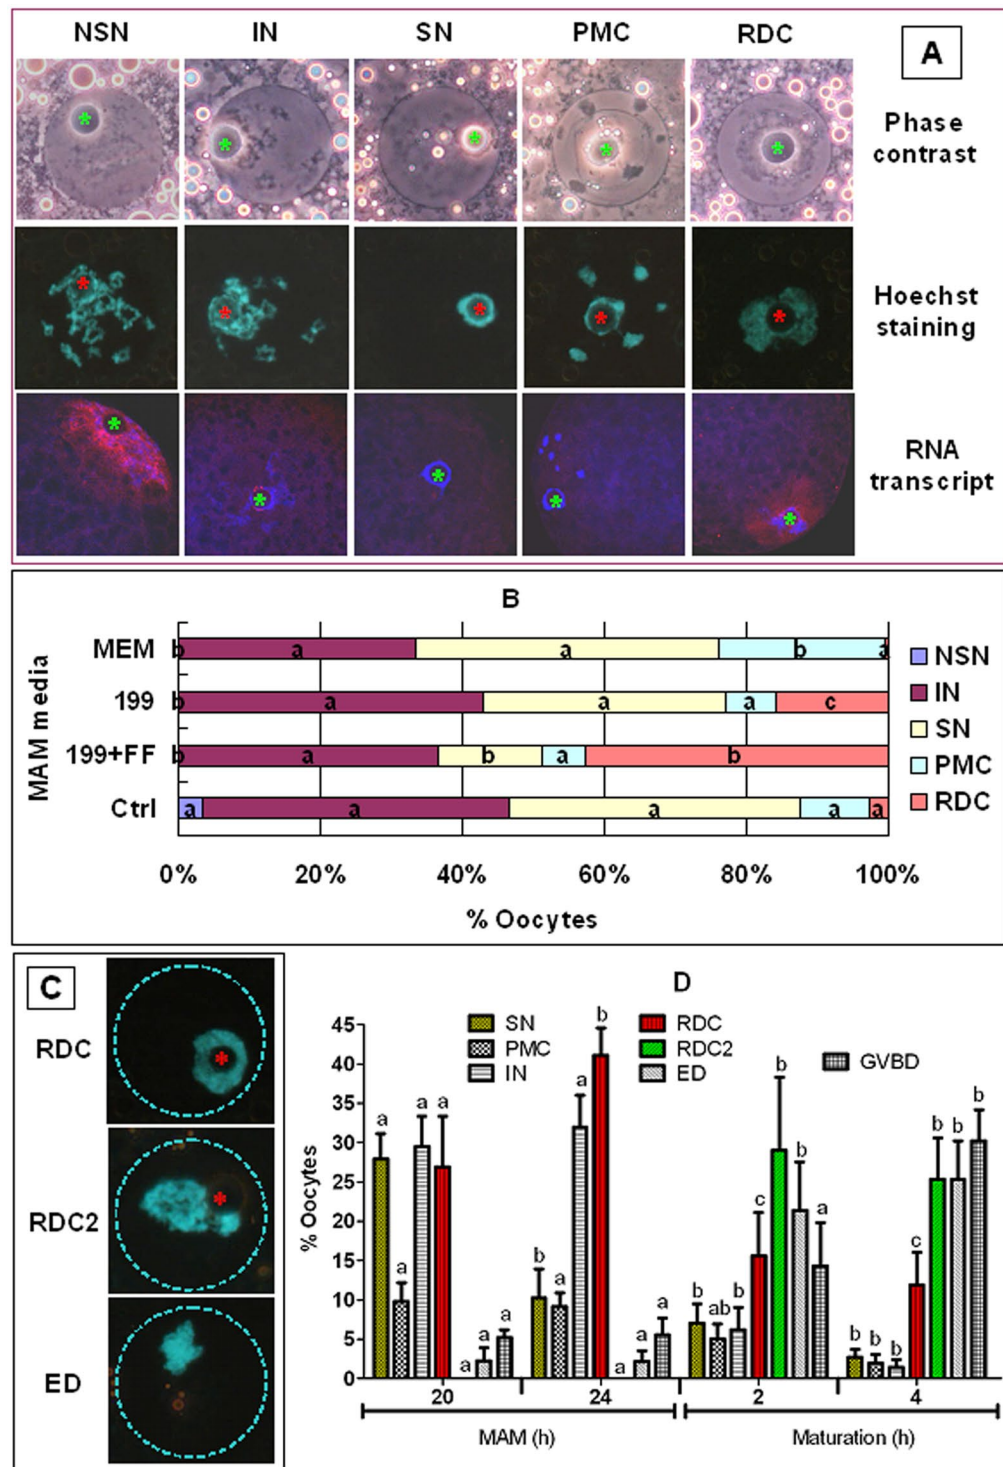 NSN IN SN PMC RDC
A
Phase
contrast
Hoechst
staining
RNA
transcript
B
MAM media
MEM b a a b a
199 b a a a c
199+FF b a b a b
Ctrl a a a a a
0% 20% 40% 60% 80% 100%
% Oocytes
NSN
IN
SN
PMC
RDC
C
RDC
RDC2
ED
D
SN RDC
PMC RDC2 GVBD
IN ED
% Oocytes
45
40
35
30
25
20
15
10
5
0
a a a a a a a
b a a b a a a
b ab b c b b a
b b b c b b b
20 24 2 4
MAM (h) Maturation (h)